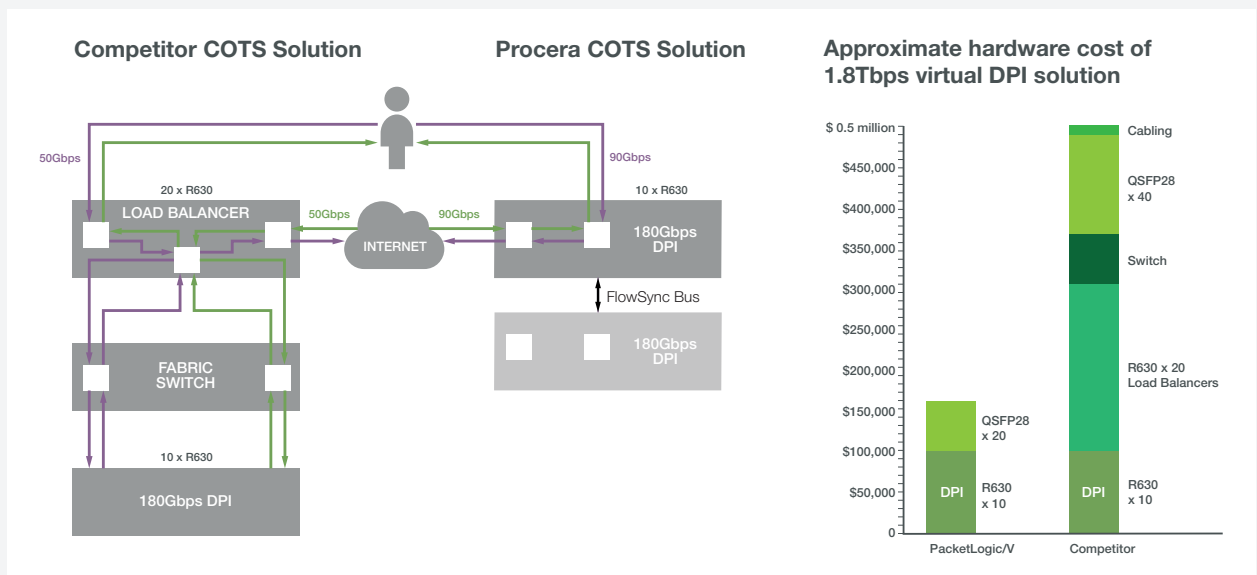 Competitor COTS Solution
50Gbps
20 x R630
LOAD BALANCER
50Gbps
INTERNET
FABRIC
SWITCH
10 x R630
180Gbps DPI
Procera COTS Solution
90Gbps
90Gbps
10 x R630
180Gbps
DPI
FlowSync Bus
180Gbps
DPI
Approximate hardware cost of
1.8Tbps virtual DPI solution
$ 0.5 million
$450,000
$400,000
$350,000
$300,000
$250,000
$200,000
$150,000
$100,000
$50,000
0
QSFP28
x 20
DPI
R630
x 10
PacketLogic/V
Cabling
QSFP28
x 40
Switch
R630 x 20
Load Balancers
DPI
R630
x 10
Competitor